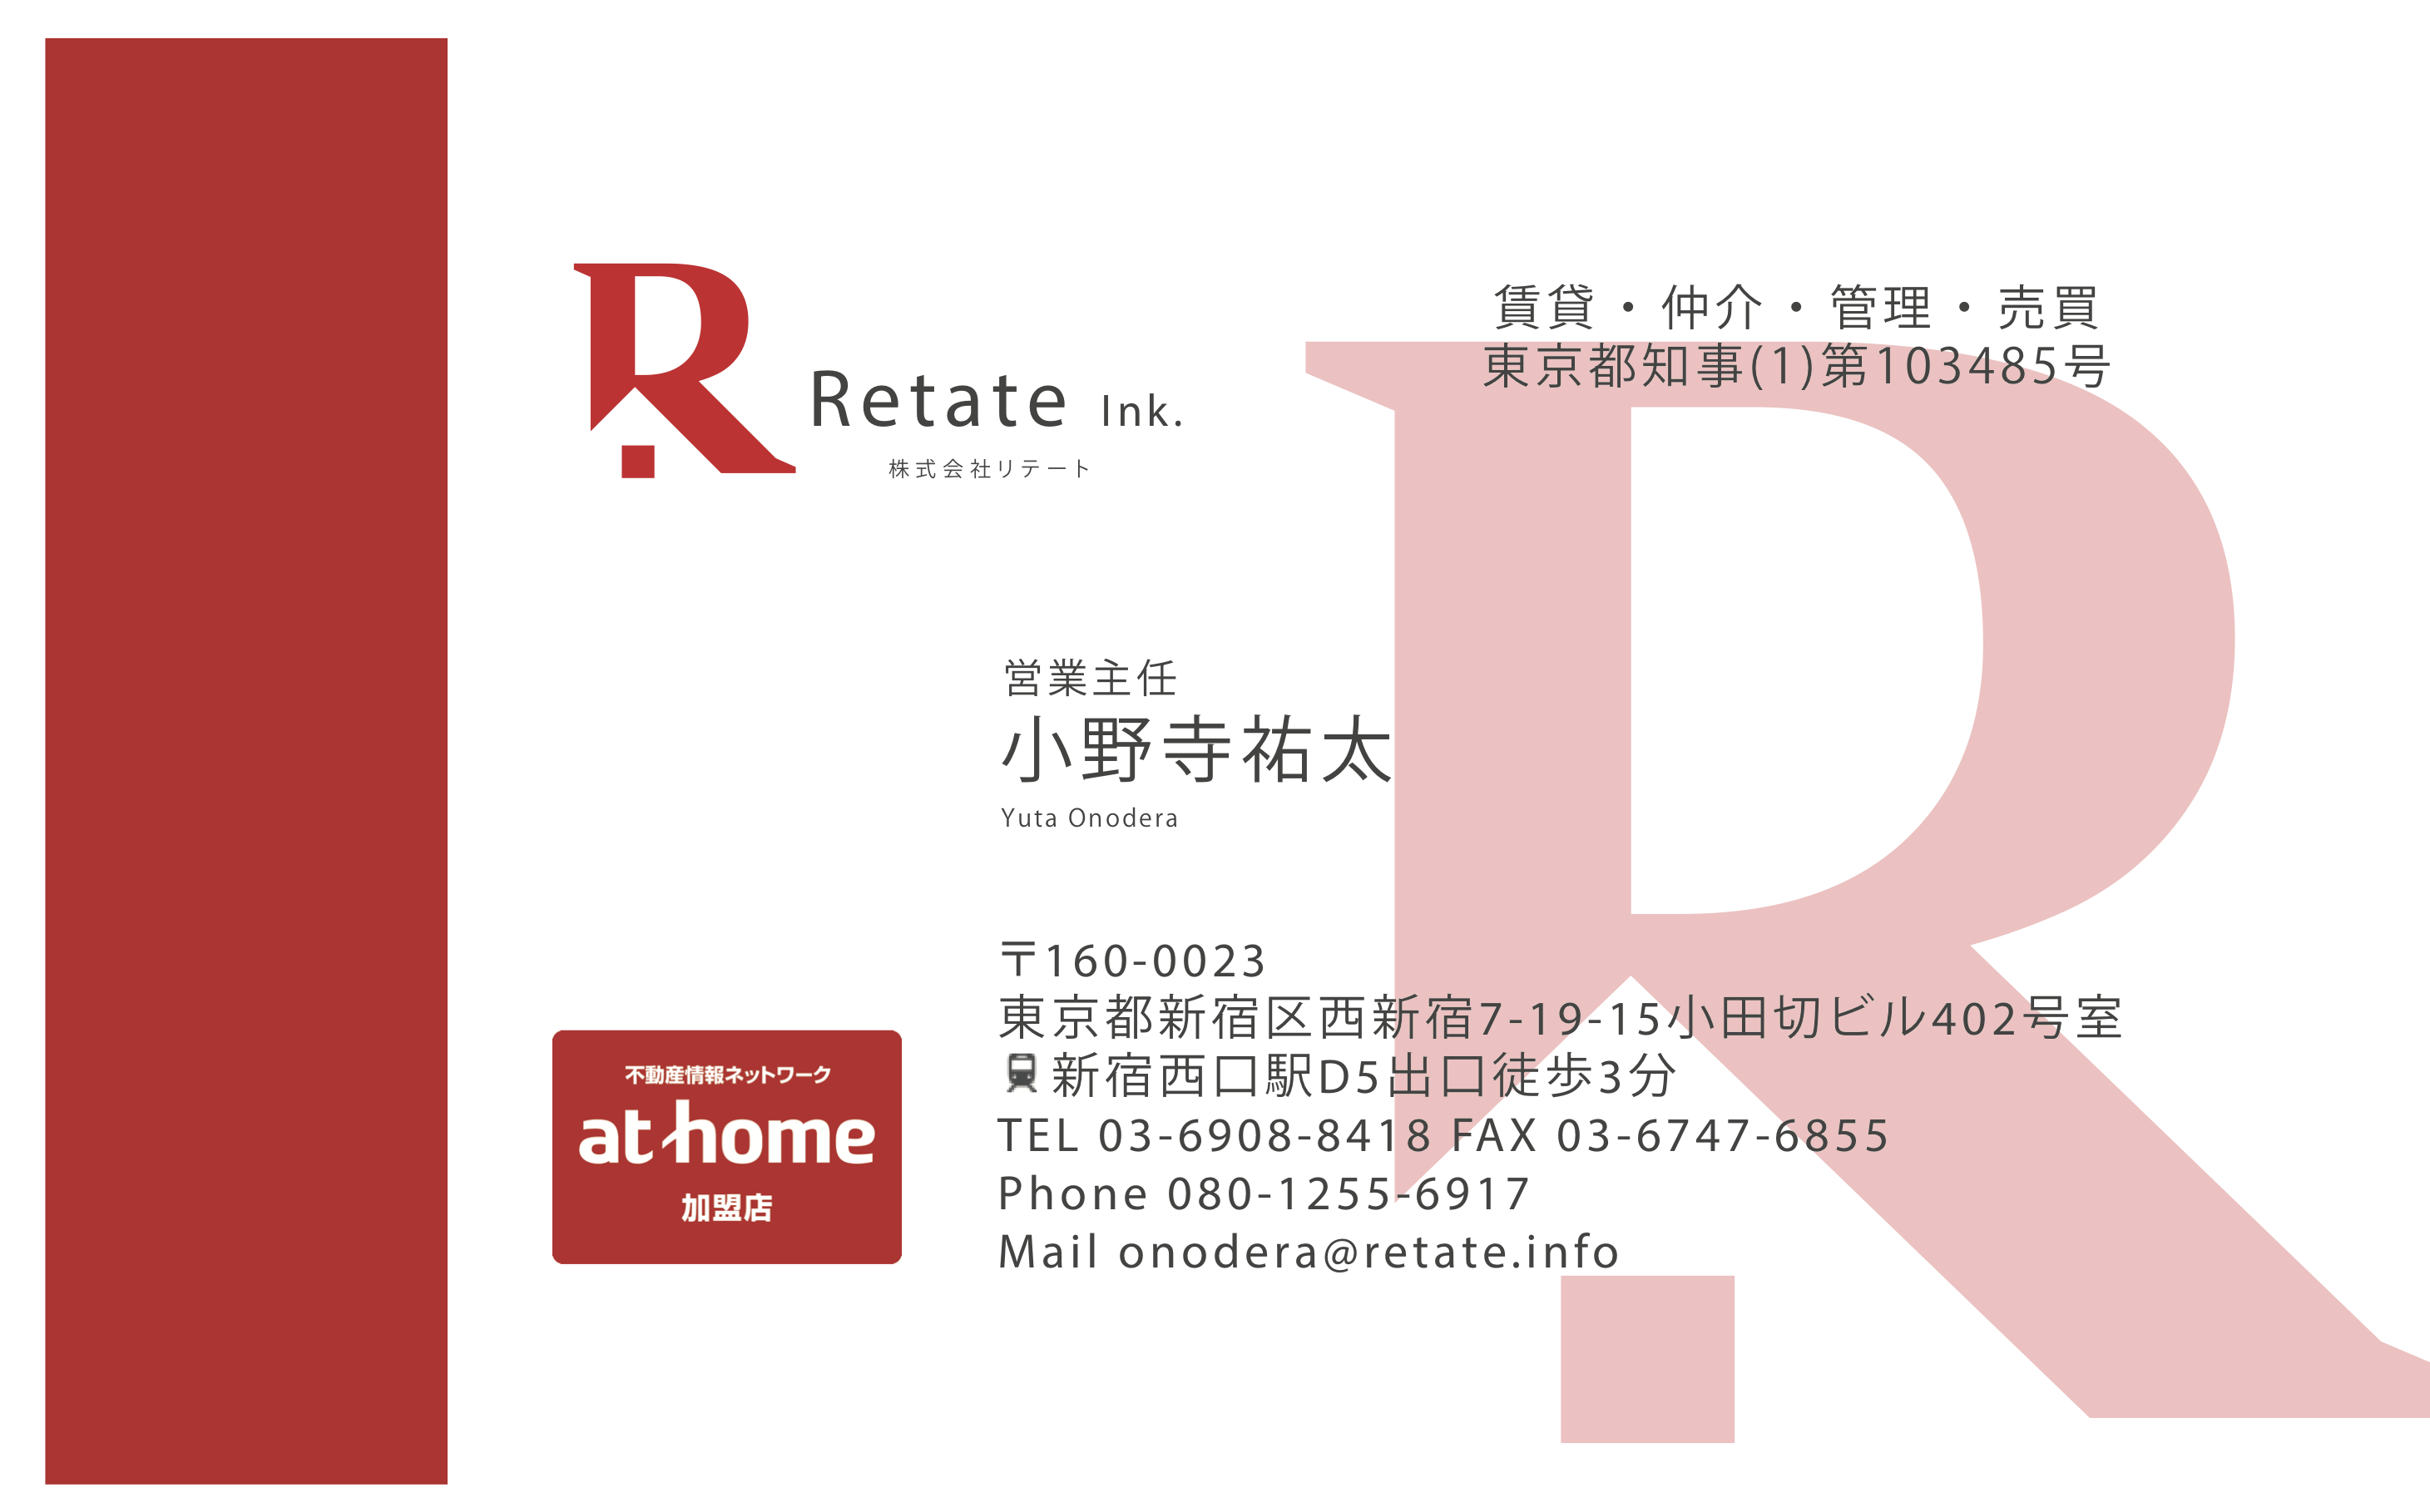 Retate Ink.
株式会社リテート
賃貸・仲介・管理・売買
東京都知事(1)第103485号
営業主任
小野寺祐太
Yuta Onodera
〒160-0023
東京都新宿区西新宿7-19-15小田切ビル402号室
新宿西口駅D5出口徒歩3分
TEL 03-6908-8418 FAX 03-6747-6855
Phone 080-1255-6917
Mail onodera@retate.info
不動産情報ネットワーク
at home
加盟店